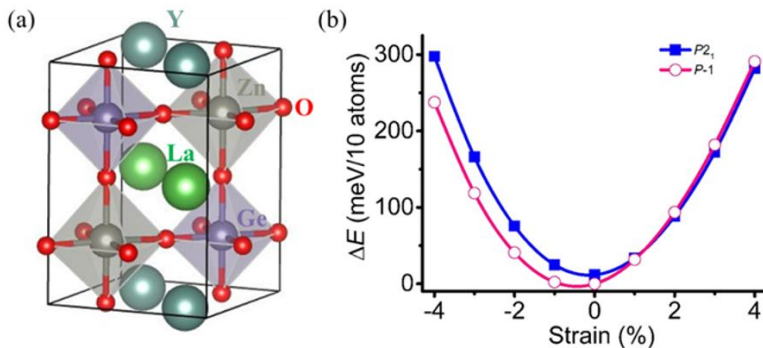 (a)
Y
Zn
O
La
Ge
(b)
ΔE (meV/10 atoms)
300
200
100
0
P2₁
P-1
-4 -2 0 2 4
Strain (%)